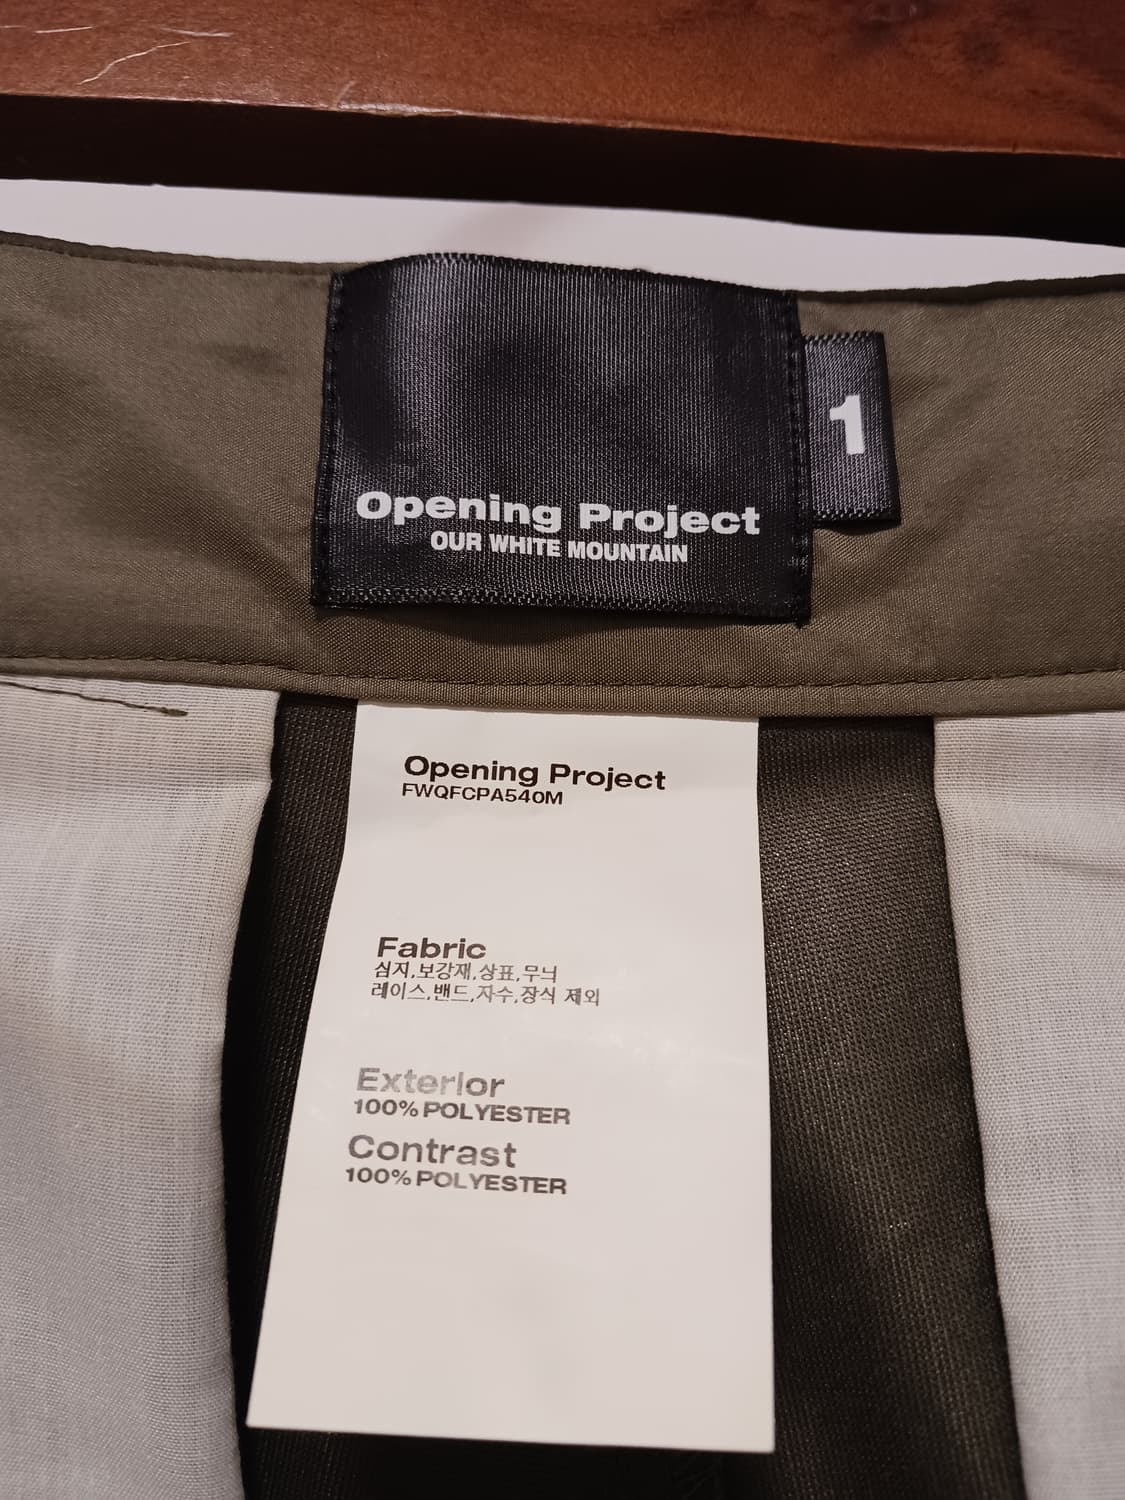 Opening Project
OUR WHITE MOUNTAIN
1
Opening Project
FWQFCPA540M
Fabric
심지,보강재,상표,무늬
레이스,밴드,자수,장식 제외
Exterior
100% POLYESTER
Contrast
100% POLYESTER